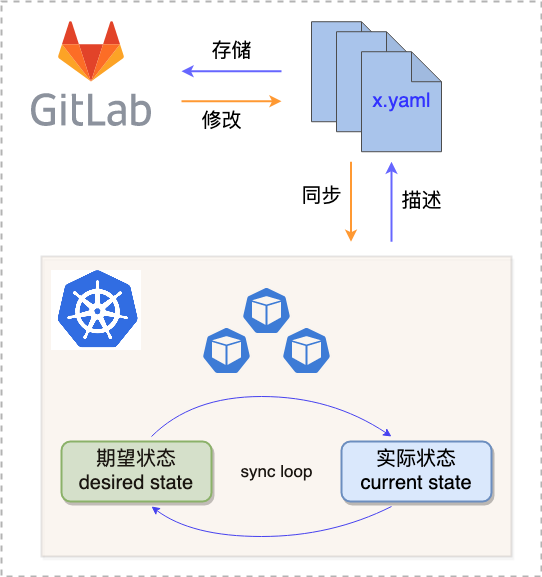 存储
GitLab
修改
x.yaml
同步
描述
期望状态
desired state
sync loop
实际状态
current state